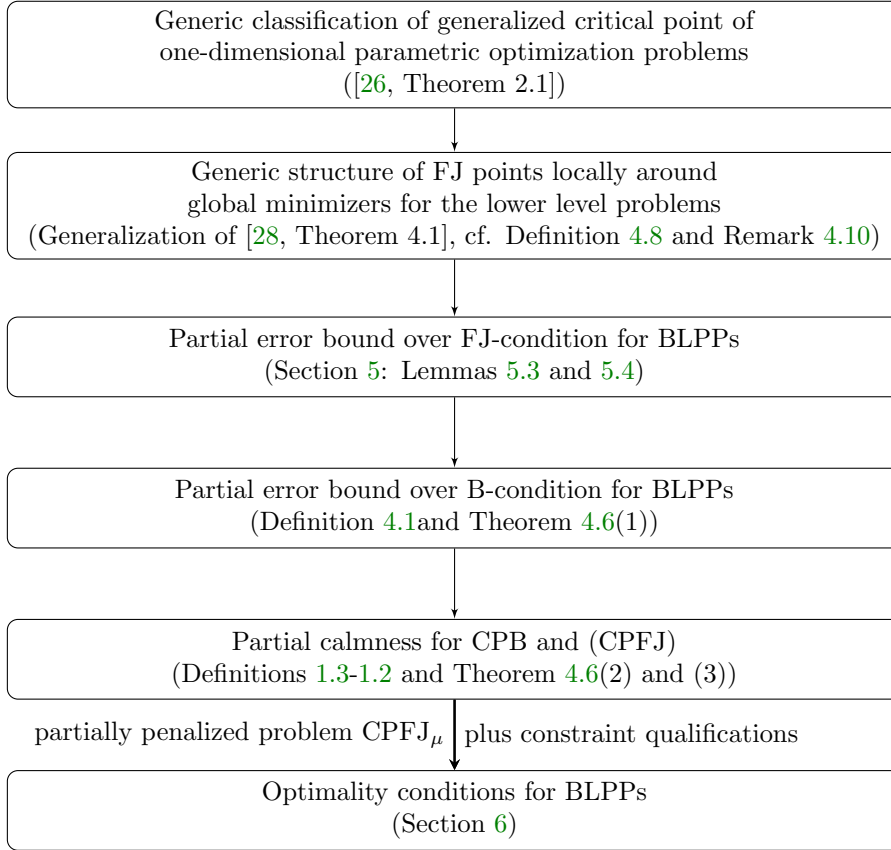 Generic classification of generalized critical point of
one-dimensional parametric optimization problems
([26, Theorem 2.1])
Generic structure of FJ points locally around
global minimizers for the lower level problems
(Generalization of [28, Theorem 4.1], cf. Definition 4.8 and Remark 4.10)
Partial error bound over FJ-condition for BLPPs
(Section 5: Lemmas 5.3 and 5.4)
Partial error bound over B-condition for BLPPs
(Definition 4.1and Theorem 4.6(1))
Partial calmness for CPB and (CPFJ)
(Definitions 1.3-1.2 and Theorem 4.6(2) and (3))
partially penalized problem CPFJμ plus constraint qualifications
Optimality conditions for BLPPs
(Section 6)